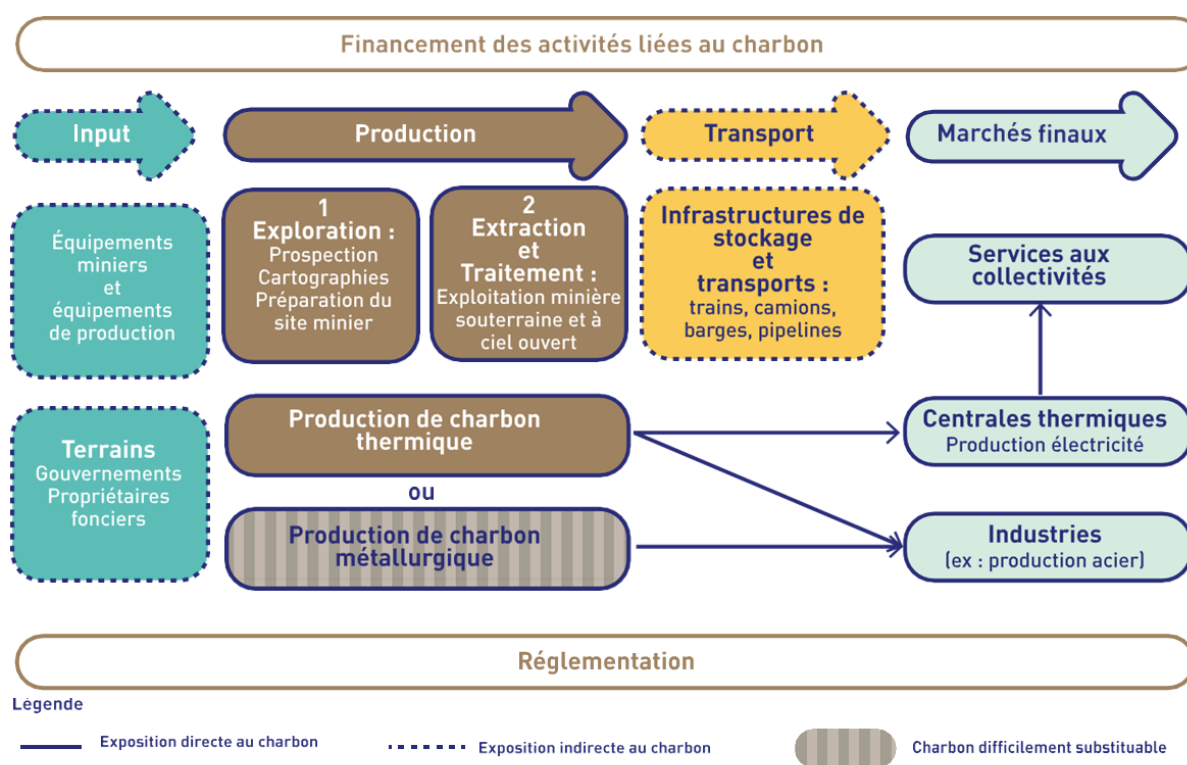 Financement des activités liées au charbon
Input
Production
Transport
Marchés finaux
Équipements
miniers
et
équipements
de production
1
Exploration :
Prospection
Cartographies
Préparation du
site minier
2
Extraction
et
Traitement :
Exploitation minière
souterraine et à
ciel ouvert
Infrastructures de
stockage
et
transports :
trains, camions,
barges, pipelines
Services aux
collectivités
Terrains
Gouvernements
Propriétaires
fonciers
Production de charbon
thermique
ou
Production de charbon
métallurgique
Centrales thermiques
Production électricité
Industries
(ex : production acier)
Réglementation
Légende
Exposition directe au charbon
Exposition indirecte au charbon
Charbon difficilement substituable